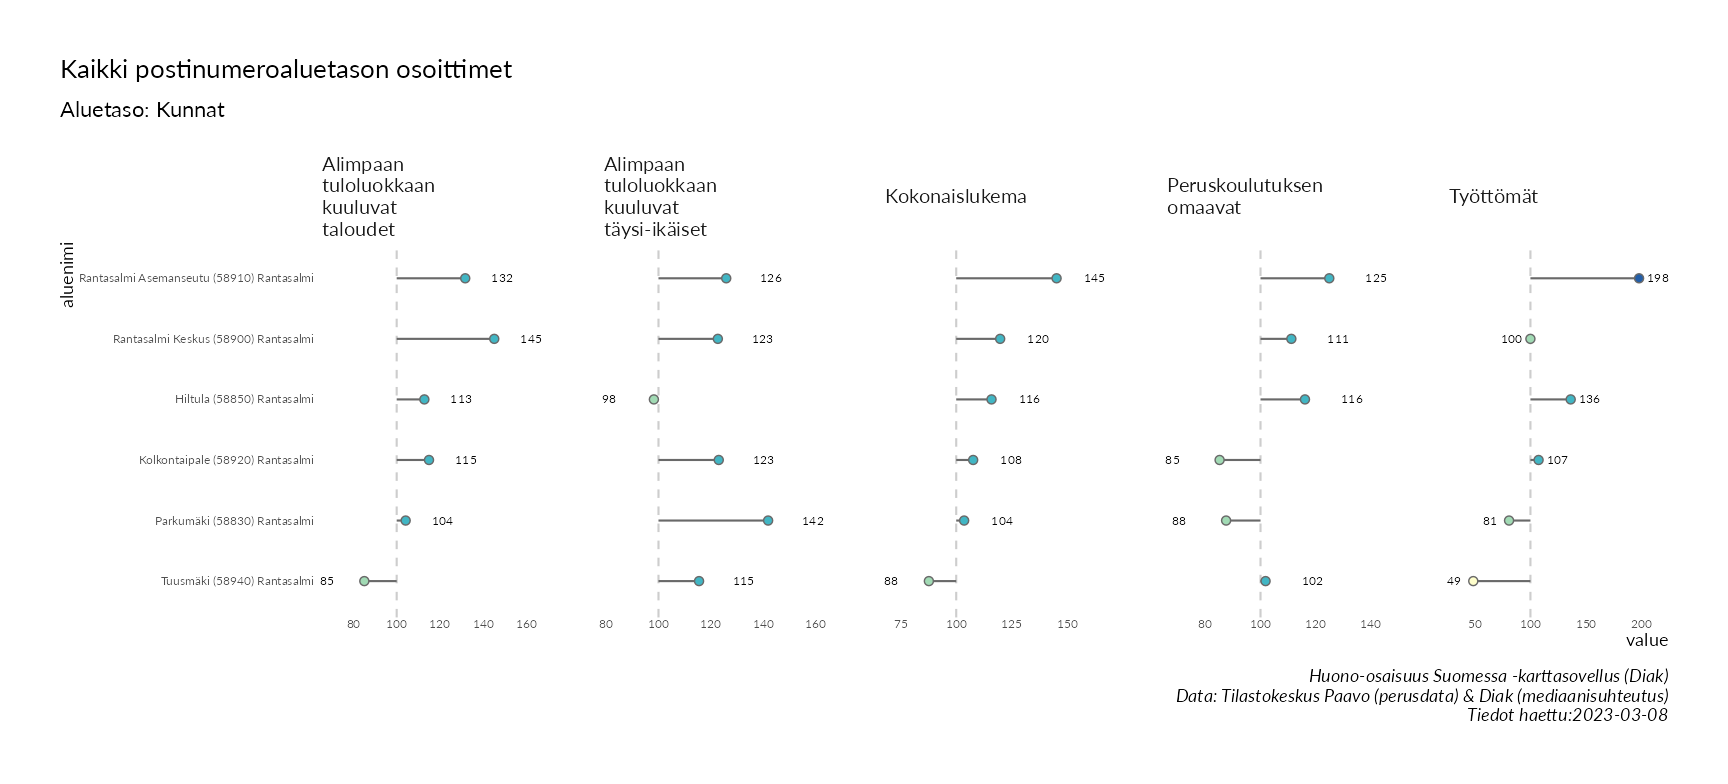 Kaikki postinumeroaluetason osoittimet
Aluetaso: Kunnat
Alimpaan
tuloluokkaan
kuuluvat
taloudet
Alimpaan
tuloluokkaan
kuuluvat
täysi-ikäiset
Kokonaislukema
Peruskoulutuksen
omaavat
Työttömät
aluenimi
Rantasalmi Asemanseutu (58910) Rantasalmi 132 126 145 125 198
Rantasalmi Keskus (58900) Rantasalmi 145 123 120 111 100
Hiltula (58850) Rantasalmi 113 98 116 116 136
Kolkontaipale (58920) Rantasalmi 115 123 108 85 107
Parkumäki (58830) Rantasalmi 104 142 104 88 81
Tuusmäki (58940) Rantasalmi 85 115 88 102 49
80 100 120 140 160 80 100 120 140 160 75 100 125 150 80 100 120 140 50 100 150 200
value
Huono-osaisuus Suomessa -karttasovellus (Diak)
Data: Tilastokeskus Paavo (perusdata) & Diak (mediaanisuhteutus)
Tiedot haettu:2023-03-08